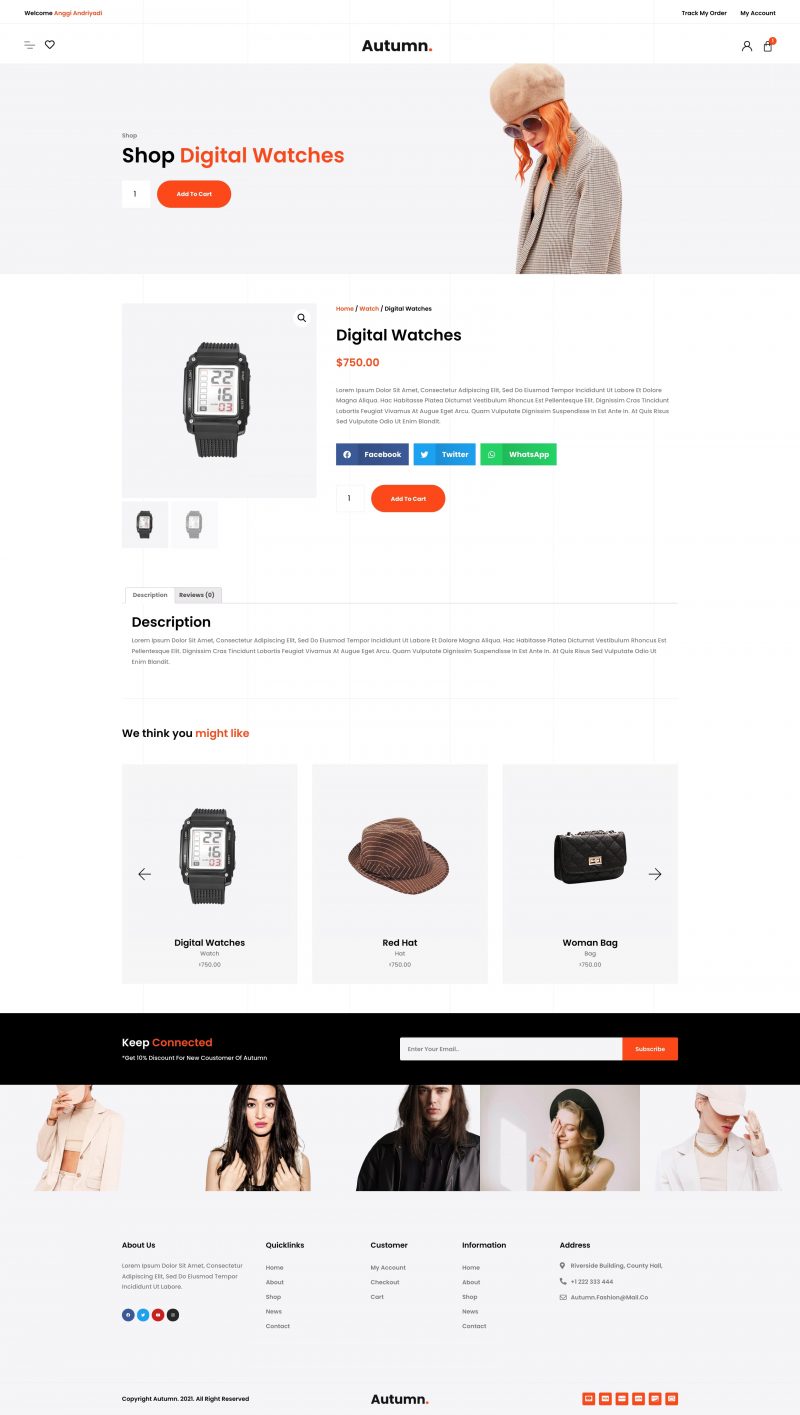 Welcome Anggi Andriyadi
Track My Order
My Account
Autumn.
1
Shop
Shop Digital Watches
1
Add To Cart
Home / Watch / Digital Watches
Digital Watches
$750.00
Lorem Ipsum Dolor Sit Amet, Consectetur Adipiscing Elit, Sed Do Eiusmod Tempor Incididunt Ut Labore Et Dolore
Magna Aliqua. Hac Habitasse Platea Dictumst Vestibulum Rhoncus Est Pellentesque Elit. Dignissim Cras Tincidunt
Lobortis Feugiat Vivamus At Augue Eget Arcu. Quam Vulputate Dignissim Suspendisse In Est Ante In. At Quis Risus
Sed Vulputate Odio Ut Enim Blandit.
22
16
03
Facebook
Twitter
WhatsApp
1
Add To Cart
Description
Reviews (0)
Description
Lorem Ipsum Dolor Sit Amet, Consectetur Adipiscing Elit, Sed Do Eiusmod Tempor Incididunt Ut Labore Et Dolore Magna Aliqua. Hac Habitasse Platea Dictumst Vestibulum Rhoncus Est
Pellentesque Elit. Dignissim Cras Tincidunt Lobortis Feugiat Vivamus At Augue Eget Arcu. Quam Vulputate Dignissim Suspendisse In Est Ante In. At Quis Risus Sed Vulputate Odio Ut
Enim Blandit.
We think you might like
22
16
03
Digital Watches
Watch
$750.00
Red Hat
Hat
$750.00
Woman Bag
Bag
$750.00
Keep Connected
*Get 10% Discount For New Coustomer Of Autumn
Enter Your Email..
Subscribe
About Us
Lorem Ipsum Dolor Sit Amet, Consectetur
Adipiscing Elit, Sed Do Eiusmod Tempor
Incididunt Ut Labore.
Quicklinks
Home
About
Shop
News
Contact
Customer
My Account
Checkout
Cart
Information
Home
About
Shop
News
Contact
Address
Riverside Building, County Hall,
+1 222 333 444
Autumn.Fashion@Mail.Co
Copyright Autumn. 2021. All Right Reserved
Autumn.